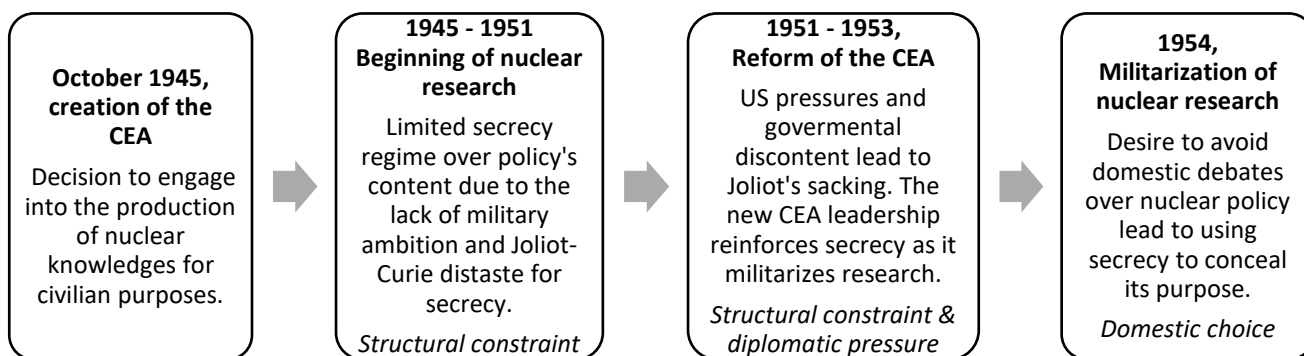 October 1945,
creation of the
CEA
Decision to engage
into the production
of nuclear
knowledges for
civilian purposes.
1945 - 1951
Beginning of nuclear
research
Limited secrecy
regime over policy's
content due to the
lack of military
ambition and Joliot-
Curie distaste for
secrecy.
Structural constraint
1951 - 1953,
Reform of the CEA
US pressures and
govermental
discontent lead to
Joliot's sacking. The
new CEA leadership
reinforces secrecy as it
militarizes research.
Structural constraint &
diplomatic pressure
1954,
Militarization of
nuclear research
Desire to avoid
domestic debates
over nuclear policy
lead to using
secrecy to conceal
its purpose.
Domestic choice